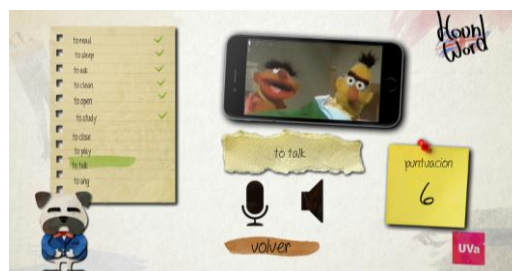 to read
to sleep
to ask
to clean
to open
to study
to close
to play
to talk
to sing
to talk
volver
Hound
Word
puntuacion
6
UVa